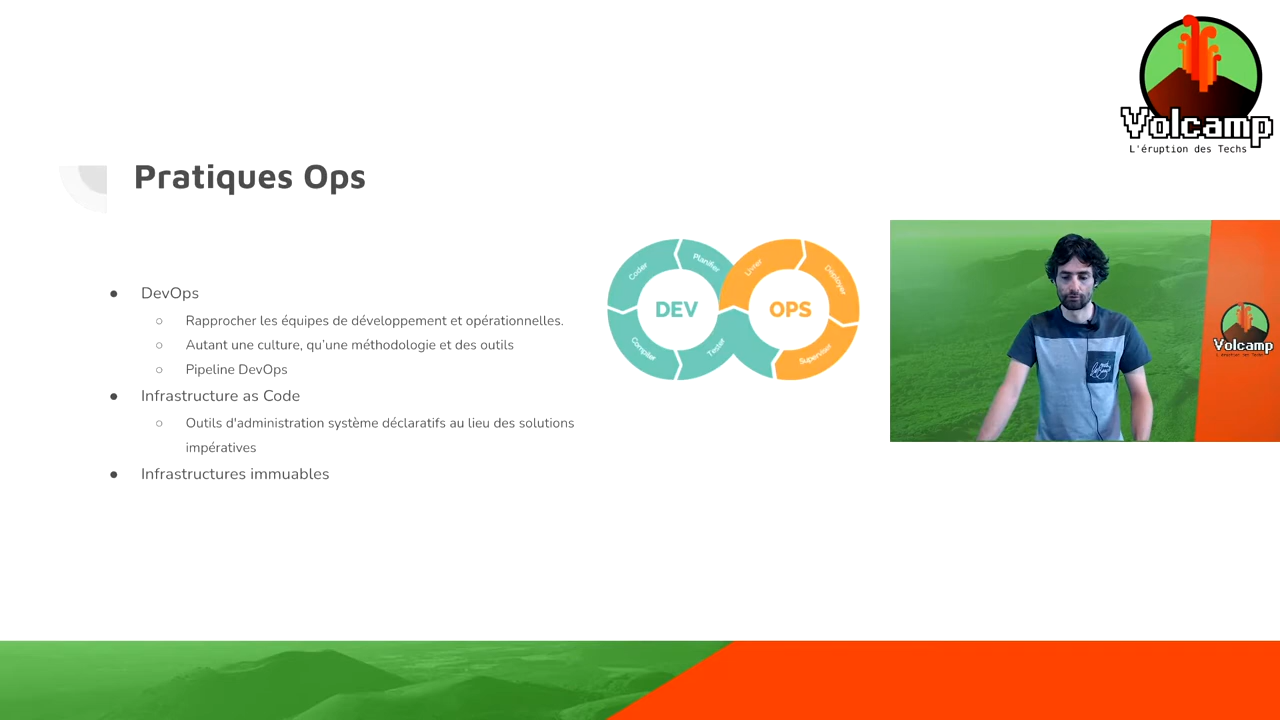 Volcamp
L'éruption des Techs
Pratiques Ops
● DevOps
○ Rapprocher les équipes de développement et opérationnelles.
○ Autant une culture, qu'une méthodologie et des outils
○ Pipeline DevOps
● Infrastructure as Code
○ Outils d'administration système déclaratifs au lieu des solutions
impératives
● Infrastructures immuables
Coder
Planifier
Livrer
Déployer
DEV
OPS
Compiler
Tester
Superviser
Volcamp